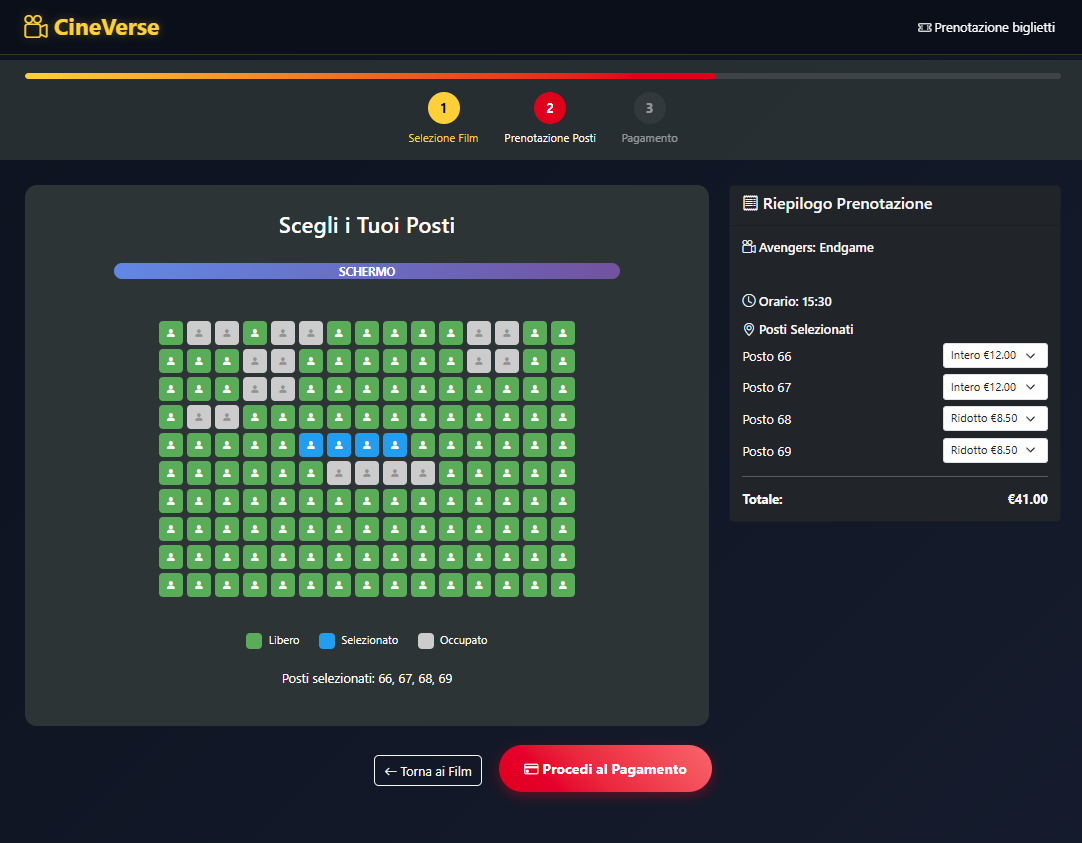 CineVerse
Prenotazione biglietti
1
2
3
Selezione Film
Prenotazione Posti
Pagamento
Scegli i Tuoi Posti
SCHERMO
Libero
Selezionato
Occupato
Posti selezionati: 66, 67, 68, 69
← Torna ai Film
Procedi al Pagamento
Riepilogo Prenotazione
Avengers: Endgame
Orario: 15:30
Posti Selezionati
Posto 66 Intero €12.00
Posto 67 Intero €12.00
Posto 68 Ridotto €8.50
Posto 69 Ridotto €8.50
Totale: €41.00